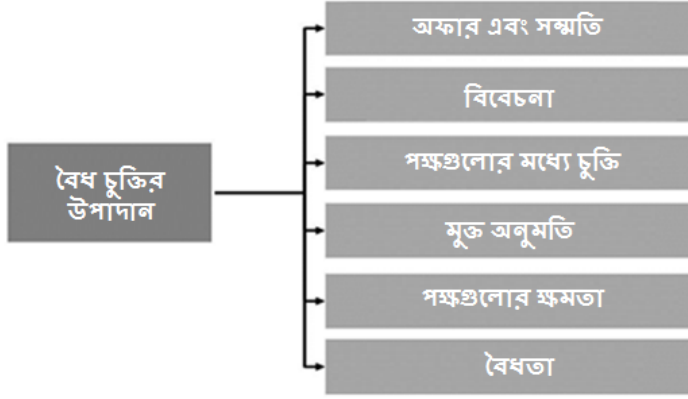 অফার এবং সম্মতি
বিবেচনা
পক্ষগুলোর মধ্যে চুক্তি
বৈধ চুক্তির
উপাদান
মুক্ত অনুমতি
পক্ষগুলোর ক্ষমতা
বৈধতা